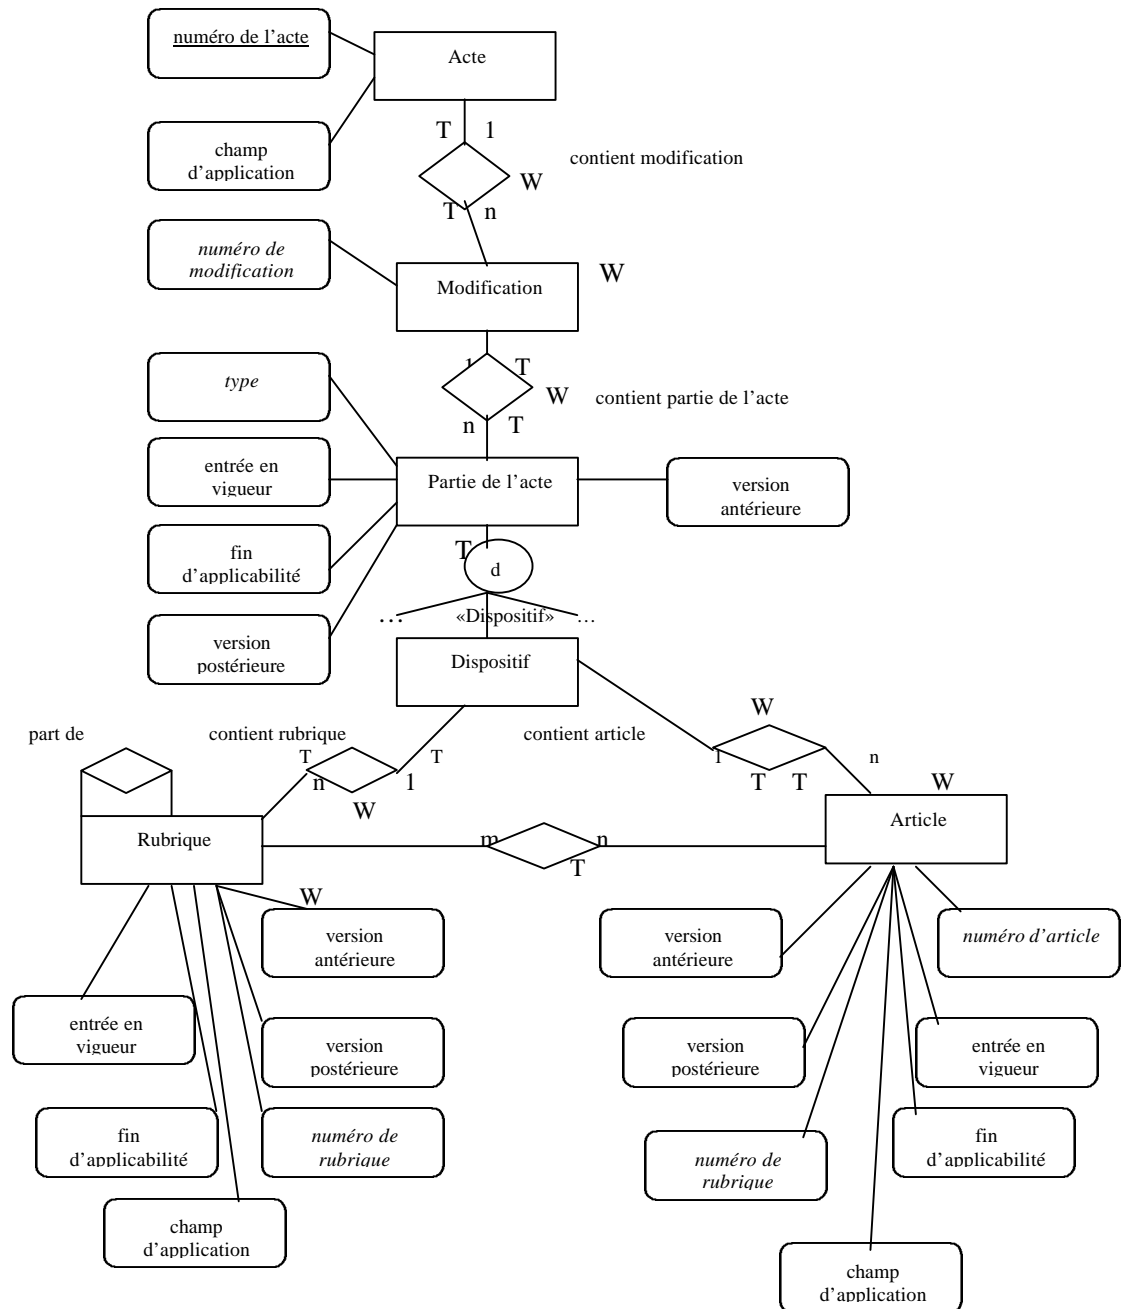 numéro de l'acte
Acte
T 1
champ
d'application
contient modification
W
T n
numéro de
modification
Modification
W
1 T
type
W
contient partie de l'acte
n T
entrée en
vigueur
Partie de l'acte
version
antérieure
T
fin
d'applicabilité
d
… «Dispositif» …
version
postérieure
Dispositif
W
part de
contient rubrique
contient article
T T
1 n
n 1
T T
W
W
Rubrique
Article
m n
T
W
version
antérieure
version
antérieure
numéro d'article
entrée en
vigueur
version
postérieure
version
postérieure
entrée en
vigueur
fin
d'applicabilité
numéro de
rubrique
numéro de
rubrique
fin
d'applicabilité
champ
d'application
champ
d'application